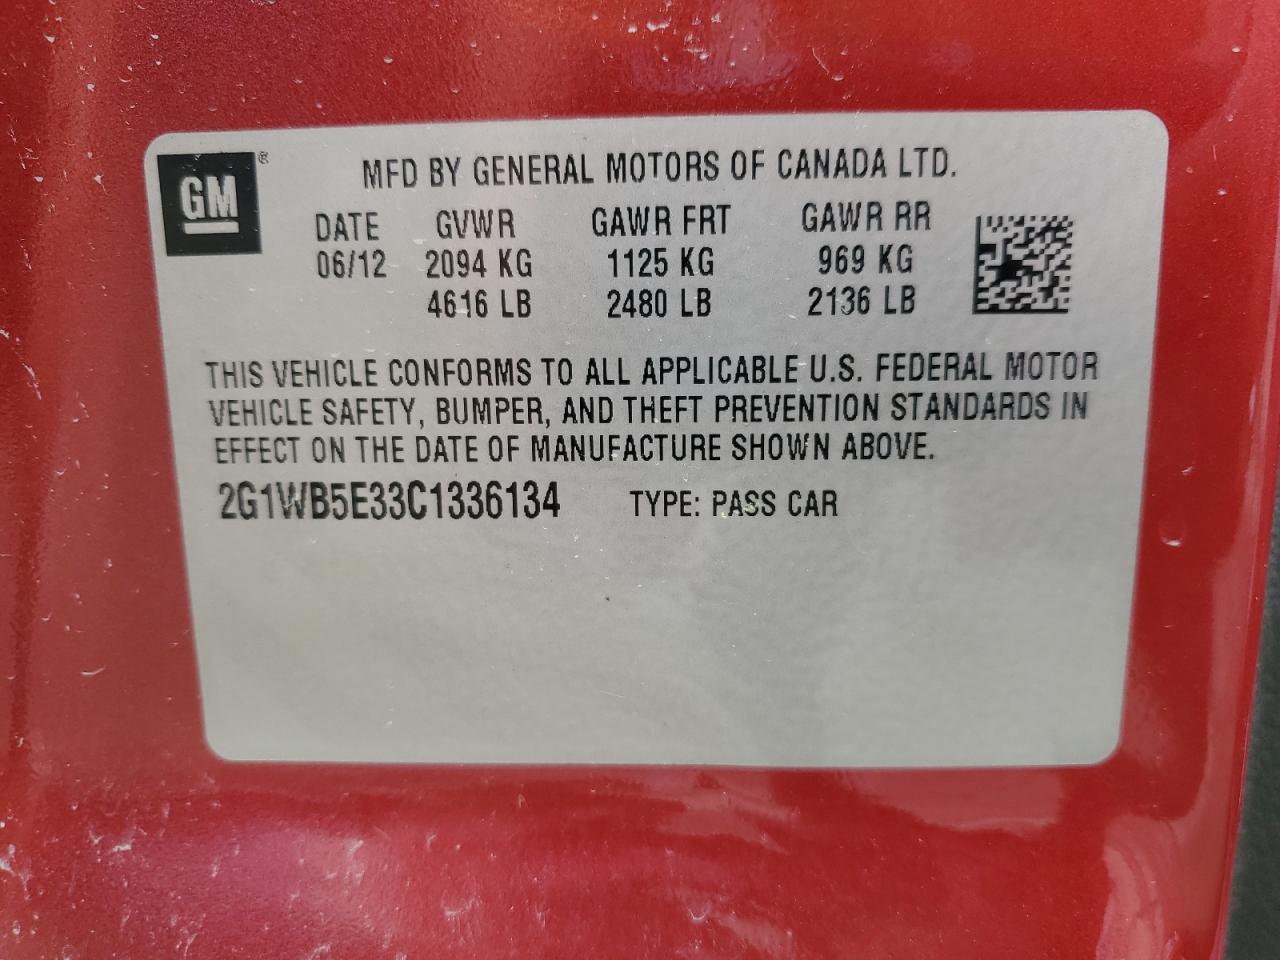 GM®
MFD BY GENERAL MOTORS OF CANADA LTD.
DATE GVWR GAWR FRT GAWR RR
06/12 2094 KG 1125 KG 969 KG
4616 LB 2480 LB 2136 LB
THIS VEHICLE CONFORMS TO ALL APPLICABLE U.S. FEDERAL MOTOR
VEHICLE SAFETY, BUMPER, AND THEFT PREVENTION STANDARDS IN
EFFECT ON THE DATE OF MANUFACTURE SHOWN ABOVE.
2G1WB5E33C1336134 TYPE: PASS CAR